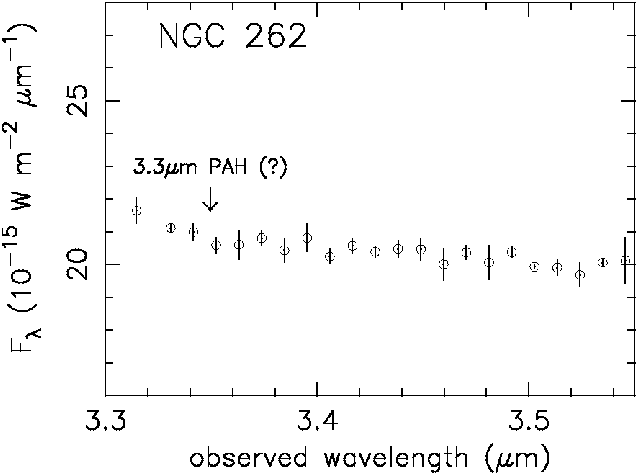 NGC 262
3.3μm PAH (?)
25
20
3.3
3.4
3.5
observed wavelength (μm)
F_λ (10⁻¹⁵ W m⁻² μm⁻¹)